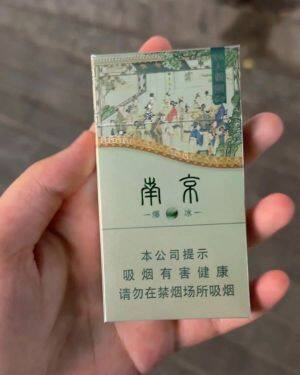 南京
爆 冰
本公司提示
吸烟有害健康
请勿在禁烟场所吸烟